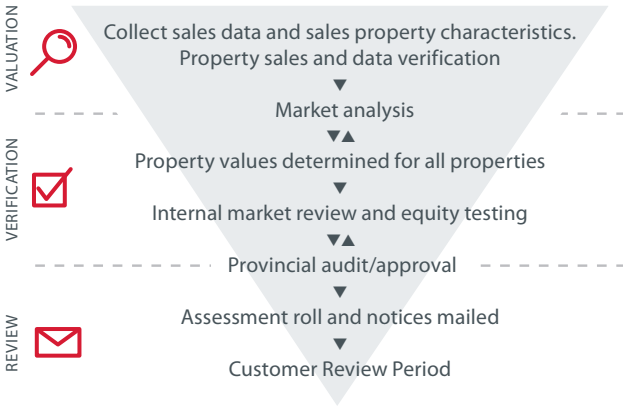 VALUATION
Collect sales data and sales property characteristics.
Property sales and data verification
Market analysis
VERIFICATION
Property values determined for all properties
Internal market review and equity testing
Provincial audit/approval
REVIEW
Assessment roll and notices mailed
Customer Review Period